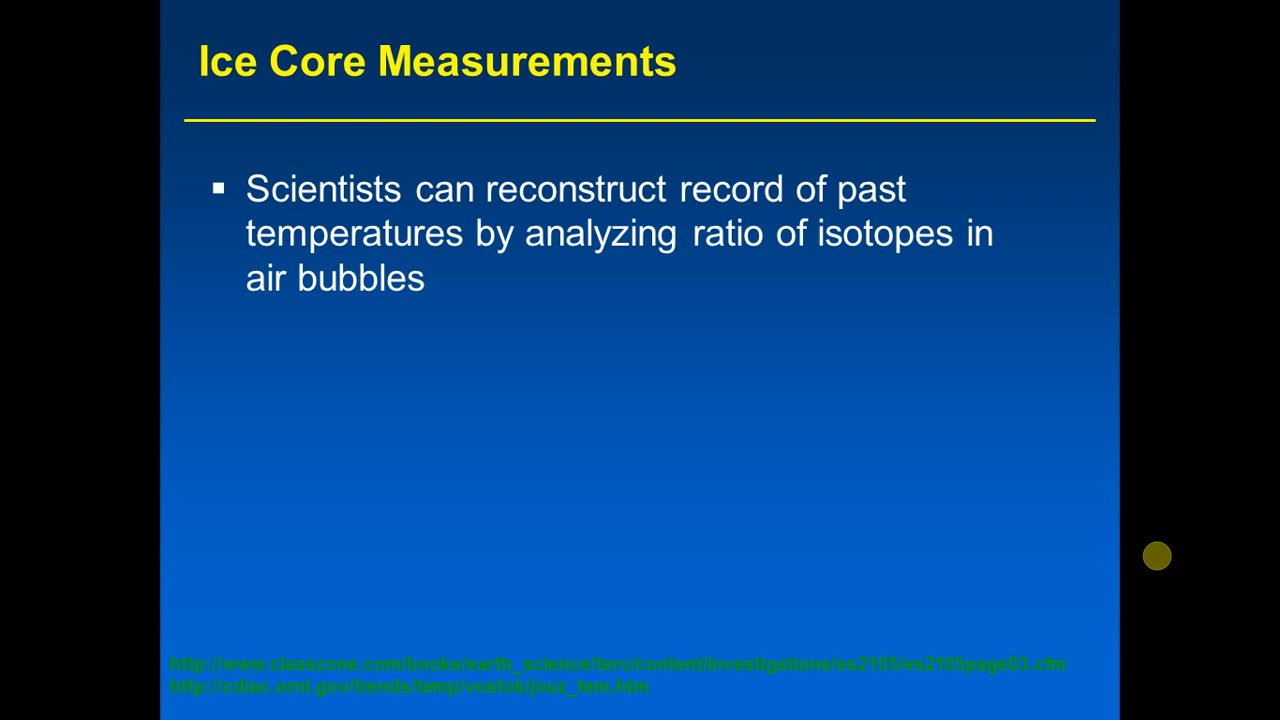 Ice Core Measurements
▪ Scientists can reconstruct record of past
temperatures by analyzing ratio of isotopes in
air bubbles
http://www.classzone.com/books/earth_science/terc/content/investigations/es2105/es2105page03.cfm
http://cdiac.ornl.gov/trends/temp/vostok/jouz_tem.htm